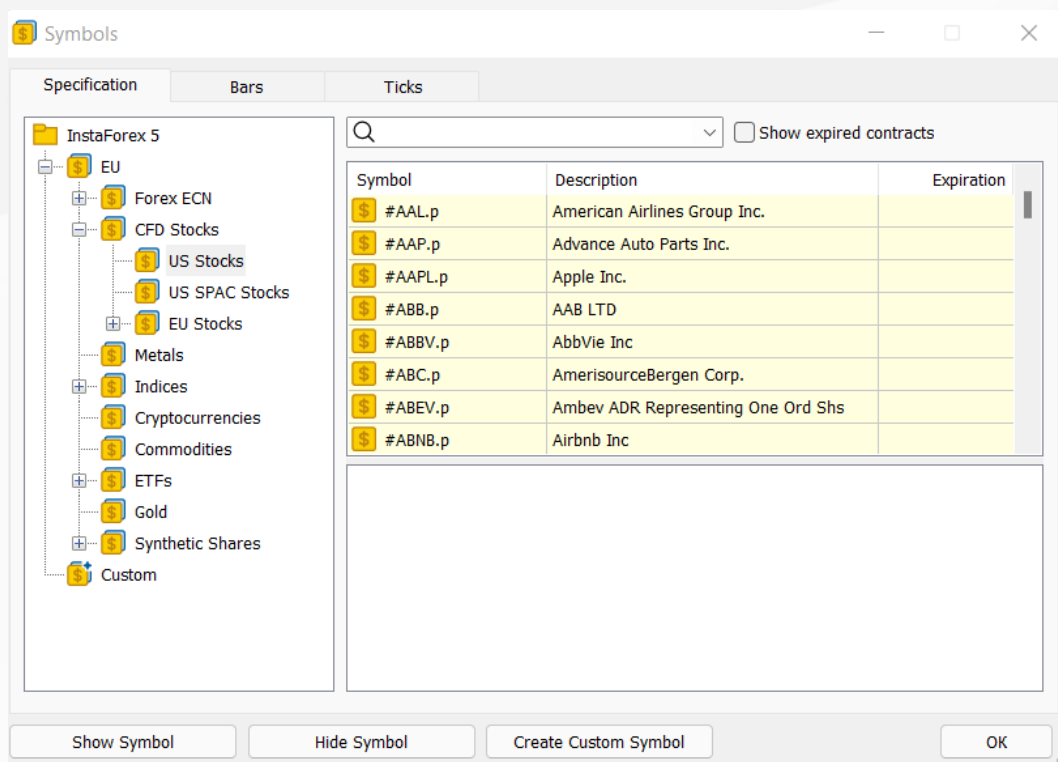 Symbols
Specification
Bars
Ticks
InstaForex 5
EU
Forex ECN
CFD Stocks
US Stocks
US SPAC Stocks
EU Stocks
Metals
Indices
Cryptocurrencies
Commodities
ETFs
Gold
Synthetic Shares
Custom
Show expired contracts
Symbol Description Expiration
#AAL.p American Airlines Group Inc.
#AAP.p Advance Auto Parts Inc.
#AAPL.p Apple Inc.
#ABB.p AAB LTD
#ABBV.p AbbVie Inc
#ABC.p AmerisourceBergen Corp.
#ABEV.p Ambev ADR Representing One Ord Shs
#ABNB.p Airbnb Inc
Show Symbol
Hide Symbol
Create Custom Symbol
OK